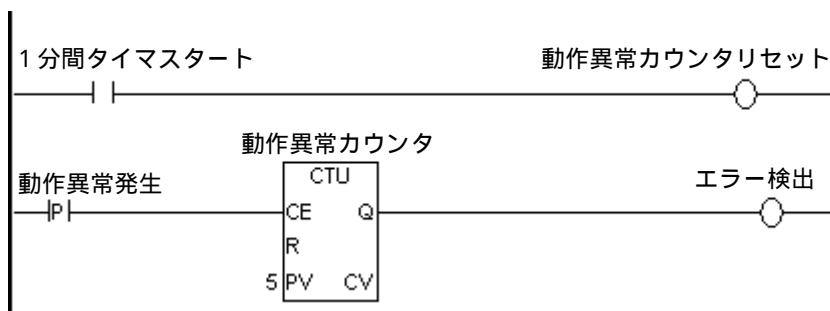 1分間タイマスタート 動作異常カウンタリセット
動作異常カウンタ
CTU
動作異常発生 エラー検出
P
CE Q
R
5 PV CV